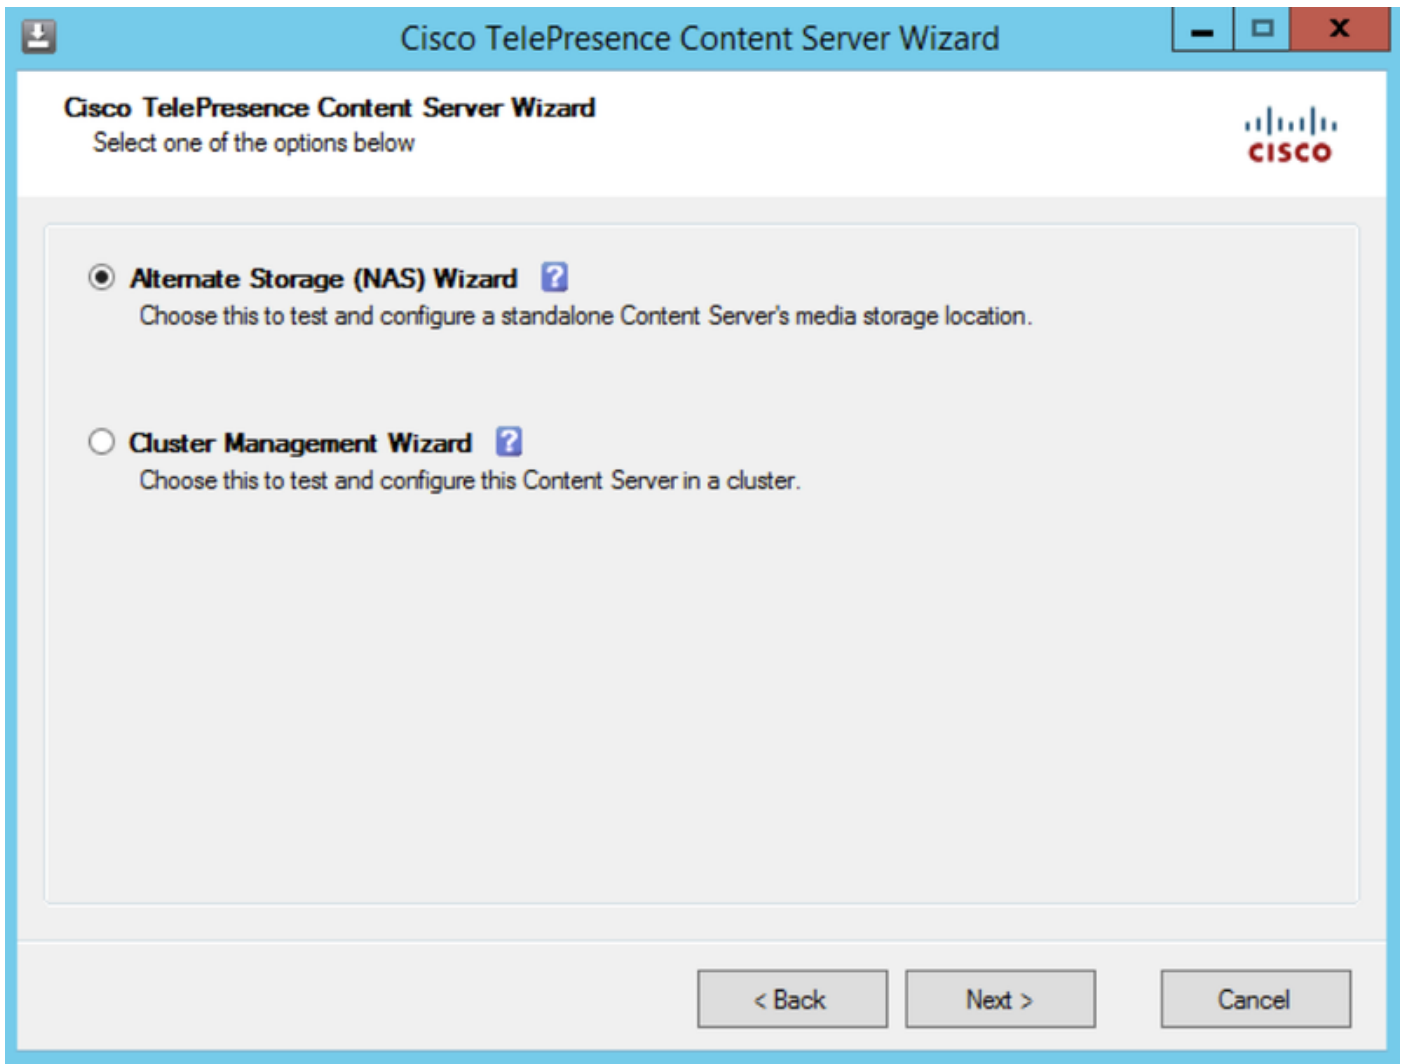 Cisco TelePresence Content Server Wizard
Cisco TelePresence Content Server Wizard
Select one of the options below
CISCO
Alternate Storage (NAS) Wizard ?
Choose this to test and configure a standalone Content Server's media storage location.
Cluster Management Wizard ?
Choose this to test and configure this Content Server in a cluster.
< Back
Next >
Cancel